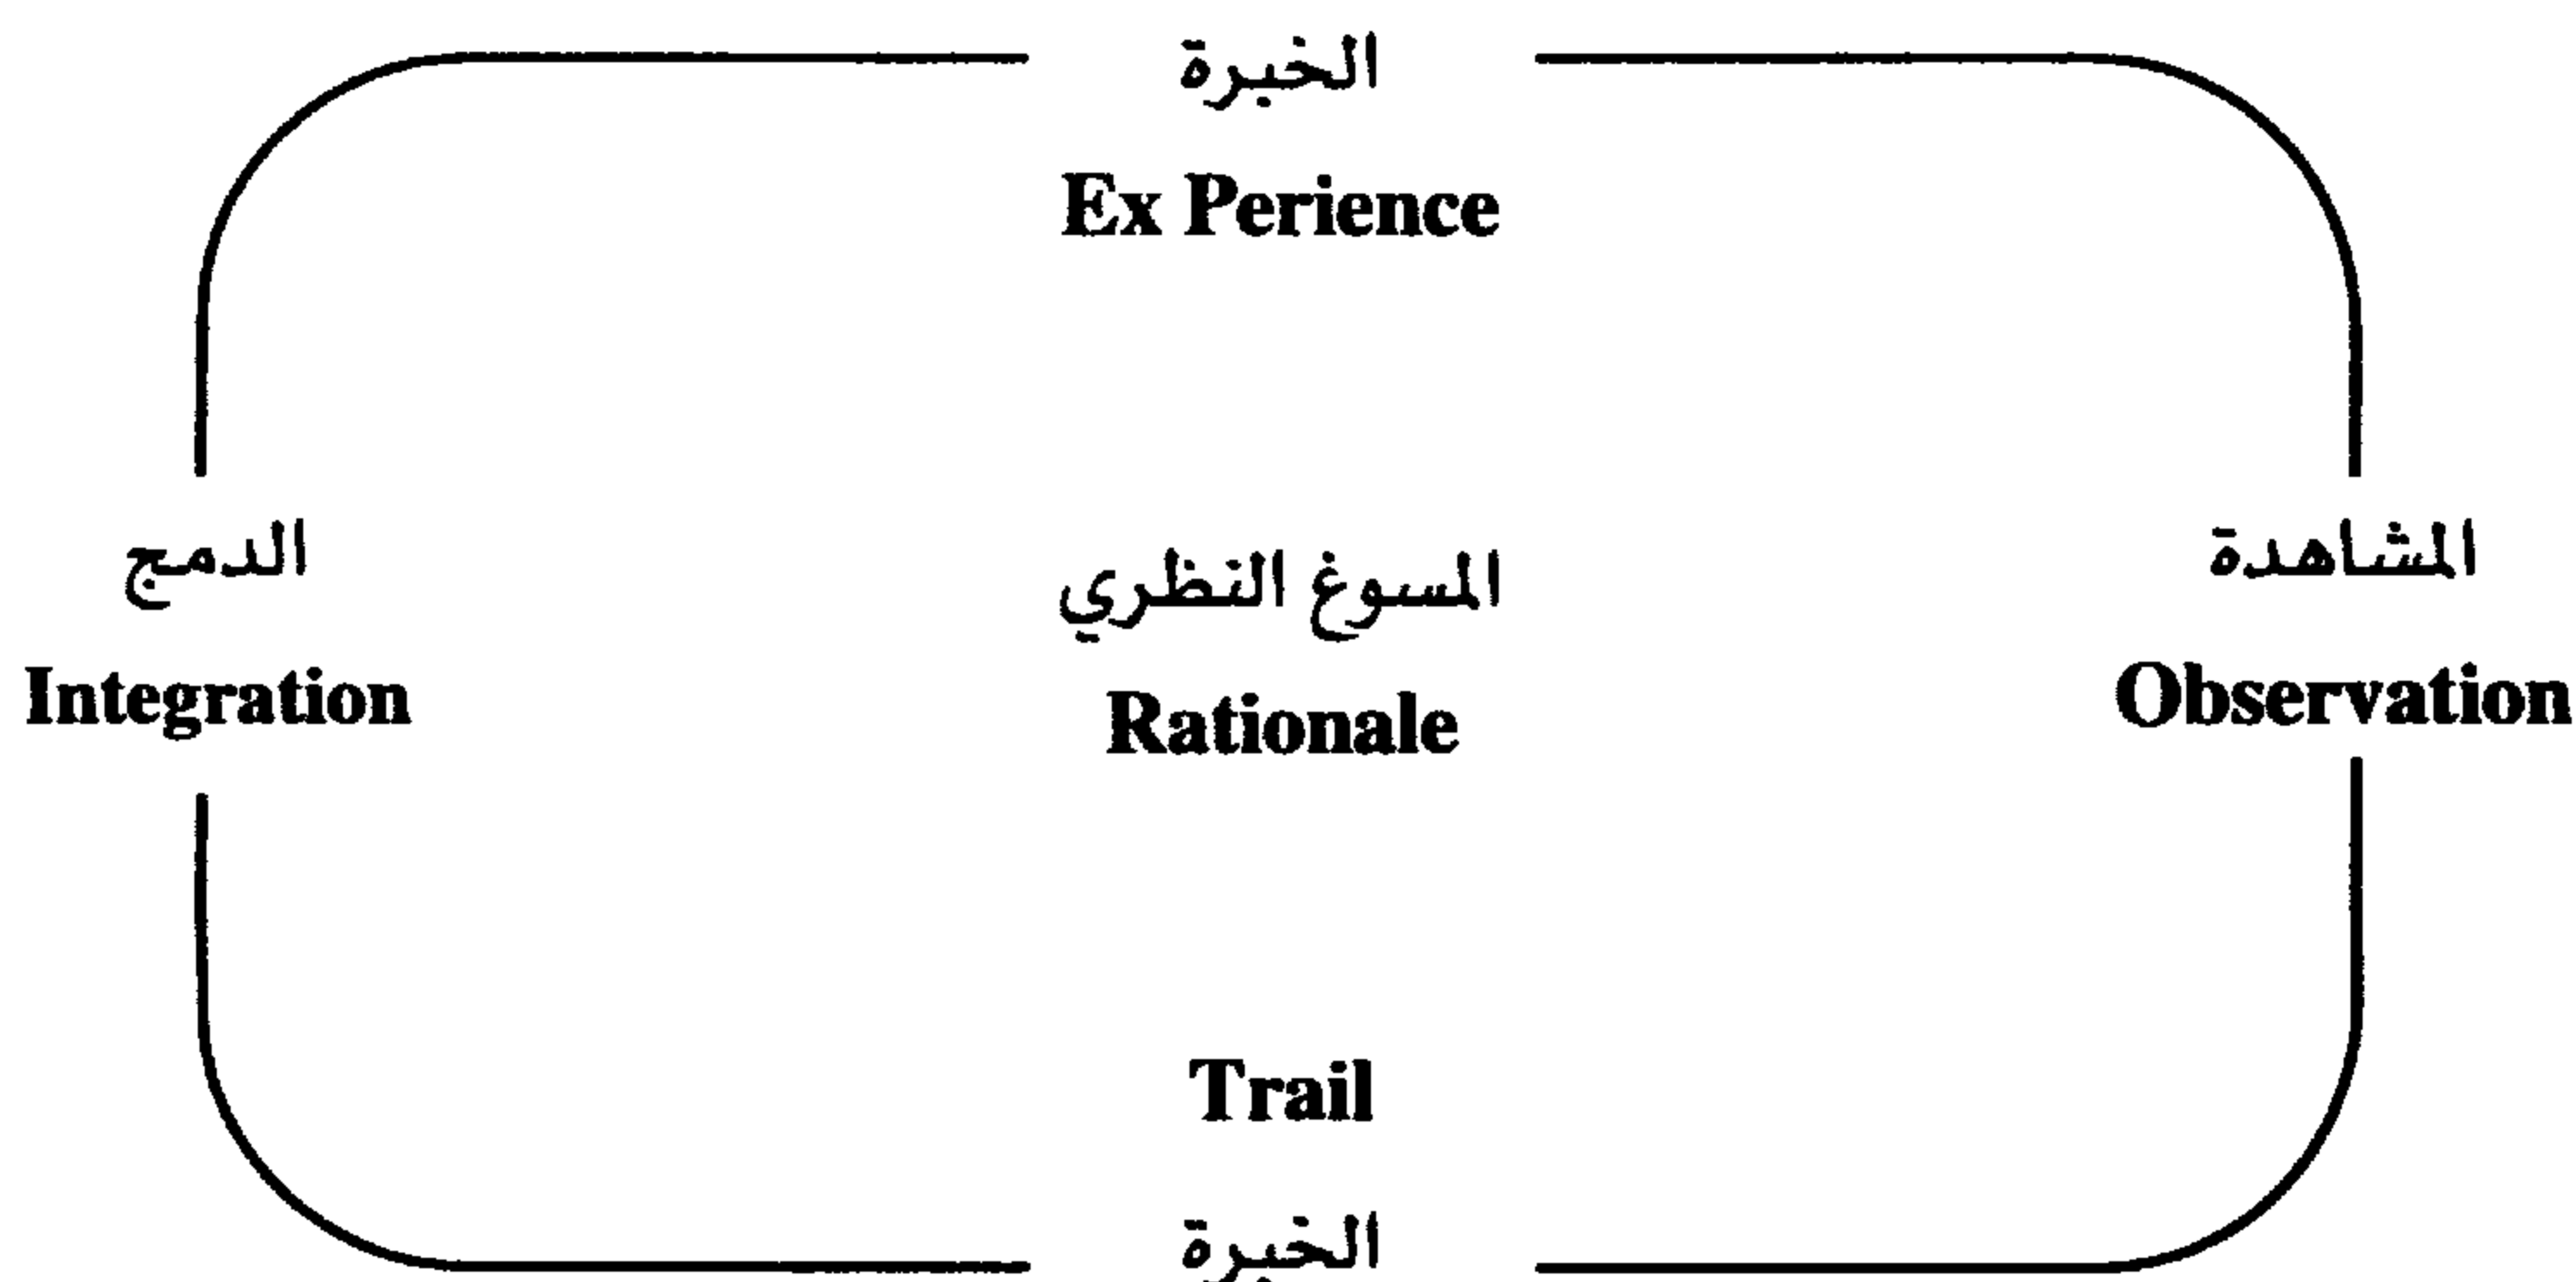 الخبرة
Ex Perience
المشاهدة
Observation
المسوغ النظري
Rationale
الدمج
Integration
Trail
الخبرة